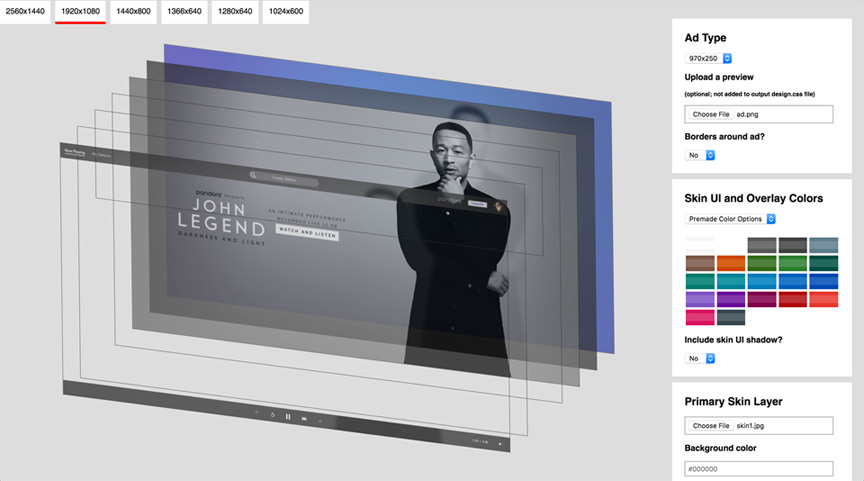 2560x1440
1920x1080
1440x800
1366x640
1280x640
1024x600
Now Playing
My Stations
Create Station
pandora
pandora PRESENTS
JOHN
LEGEND
DARKNESS AND LIGHT
AN INTIMATE PERFORMANCE
RECORDED LIVE
WATCH AND LISTEN
Ad Type
970x250
Upload a preview
(optional; not added to output design.css file)
Choose File ad.png
Borders around ad?
No
Skin UI and Overlay Colors
Premade Color Options
Include skin UI shadow?
No
Primary Skin Layer
Choose File skin1.jpg
Background color
#000000